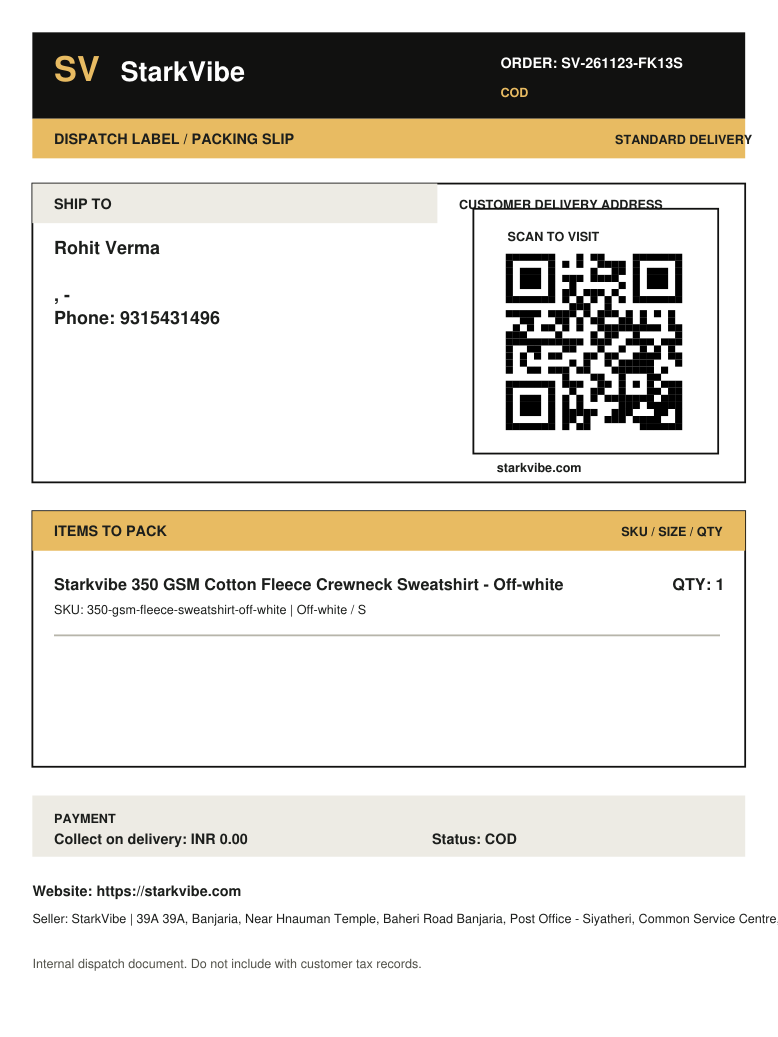 SV StarkVibe
ORDER: SV-261123-FK13S
COD
DISPATCH LABEL / PACKING SLIP
STANDARD DELIVERY
SHIP TO
CUSTOMER DELIVERY ADDRESS
Rohit Verma
, -
Phone: 9315431496
SCAN TO VISIT
starkvibe.com
ITEMS TO PACK
SKU / SIZE / QTY
Starkvibe 350 GSM Cotton Fleece Crewneck Sweatshirt - Off-white
QTY: 1
SKU: 350-gsm-fleece-sweatshirt-off-white | Off-white / S
PAYMENT
Collect on delivery: INR 0.00
Status: COD
Website: https://starkvibe.com
Seller: StarkVibe | 39A 39A, Banjaria, Near Hnauman Temple, Baheri Road Banjaria, Post Office - Siyatheri, Common Service Centre,
Internal dispatch document. Do not include with customer tax records.